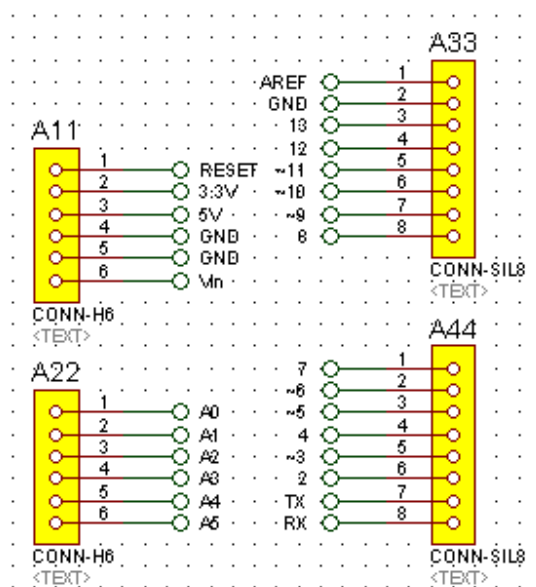 A11
1 RESET
2 3.3V
3 5V
4 GND
5 GND
6 Vin
CONN-H6
<TEXT>
A33
AREF 1
GND 2
13 3
12 4
~11 5
~10 6
~9 7
8 8
CONN-SIL8
<TEXT>
A22
1 A0
2 A1
3 A2
4 A3
5 A4
6 A5
CONN-H6
<TEXT>
A44
7 1
~6 2
~5 3
4 4
~3 5
2 6
TX 7
RX 8
CONN-SIL8
<TEXT>